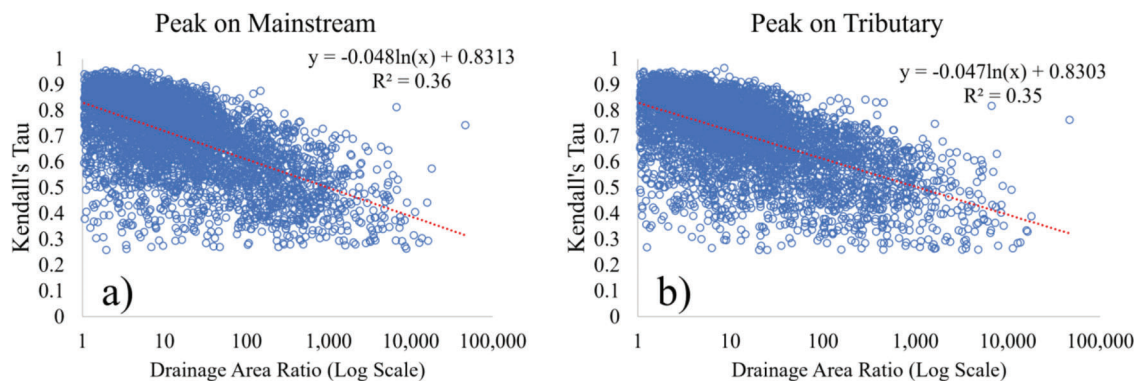 Peak on Mainstream
y = -0.048ln(x) + 0.8313
R² = 0.36
1
0.9
0.8
0.7
0.6
0.5
0.4
0.3
0.2
0.1
0
Kendall's Tau
a)
1 10 100 1,000 10,000 100,000
Drainage Area Ratio (Log Scale)
Peak on Tributary
y = -0.047ln(x) + 0.8303
R² = 0.35
1
0.9
0.8
0.7
0.6
0.5
0.4
0.3
0.2
0.1
0
Kendall's Tau
b)
1 10 100 1,000 10,000 100,000
Drainage Area Ratio (Log Scale)